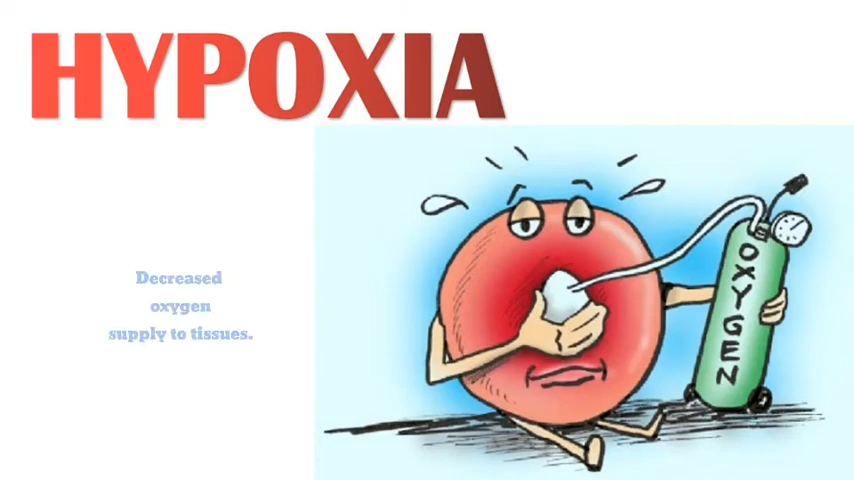 HYPOXIA
Decreased
oxygen
supply to tissues.
OXYGEN